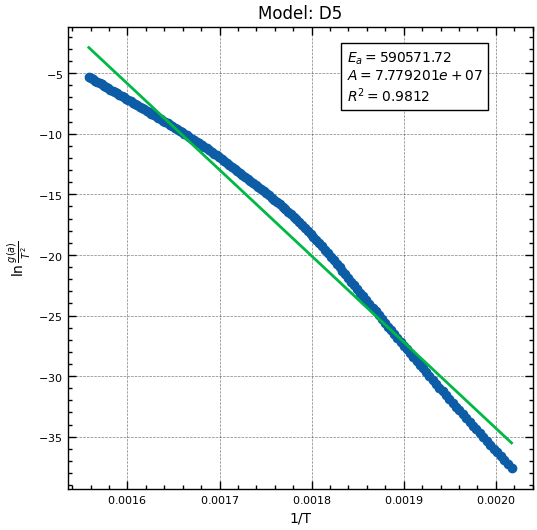 Model: D5
E_a = 590571.72
A = 7.779201e + 07
R² = 0.9812
−5
−10
−15
−20
−25
−30
−35
ln g(a)/T²
0.0016 0.0017 0.0018 0.0019 0.0020
1/T